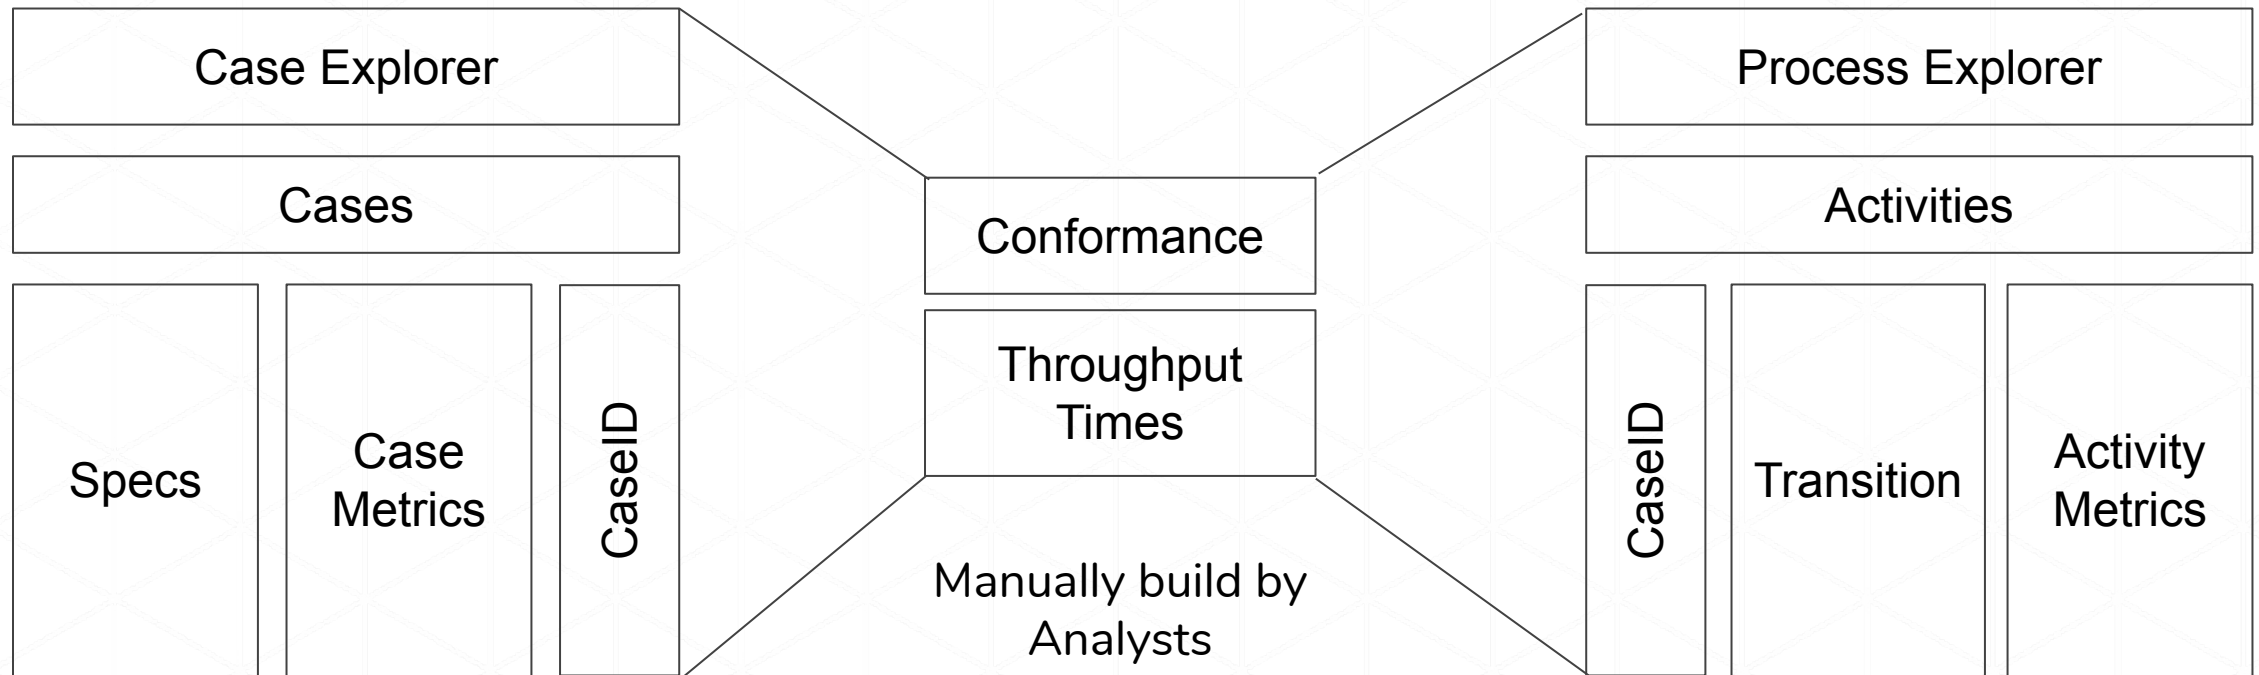 Case Explorer
Cases
Specs
Case
Metrics
CaseID
Conformance
Throughput
Times
Manually build by
Analysts
Process Explorer
Activities
CaseID
Transition
Activity
Metrics